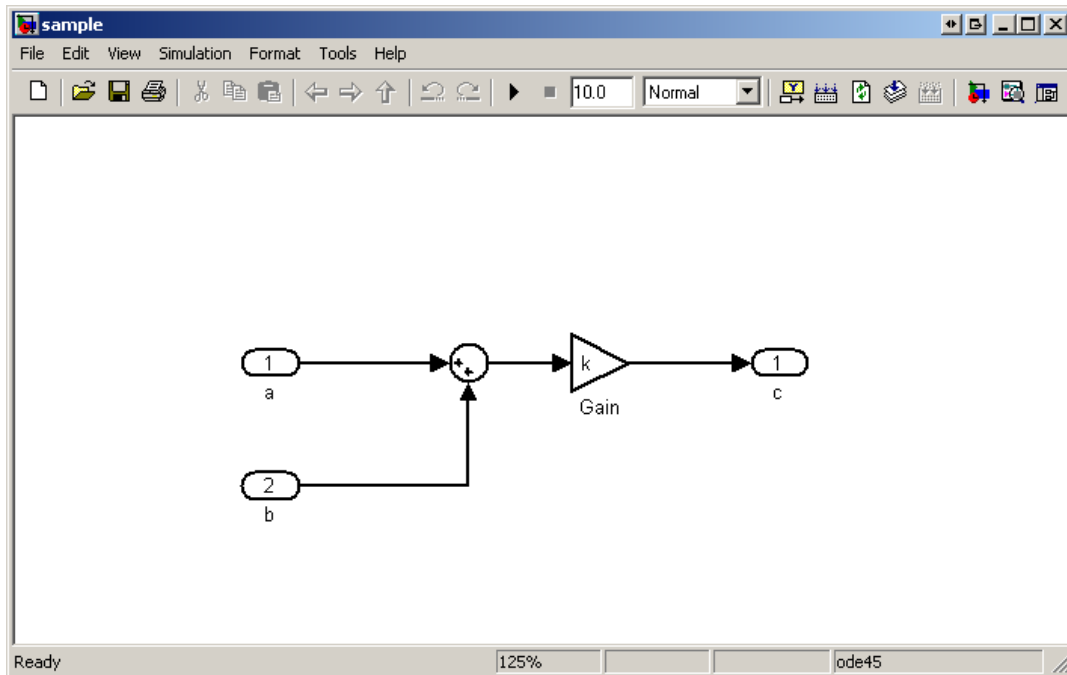 sample
File Edit View Simulation Format Tools Help
10.0 Normal
1
a
k
Gain
1
c
2
b
Ready 125% ode45